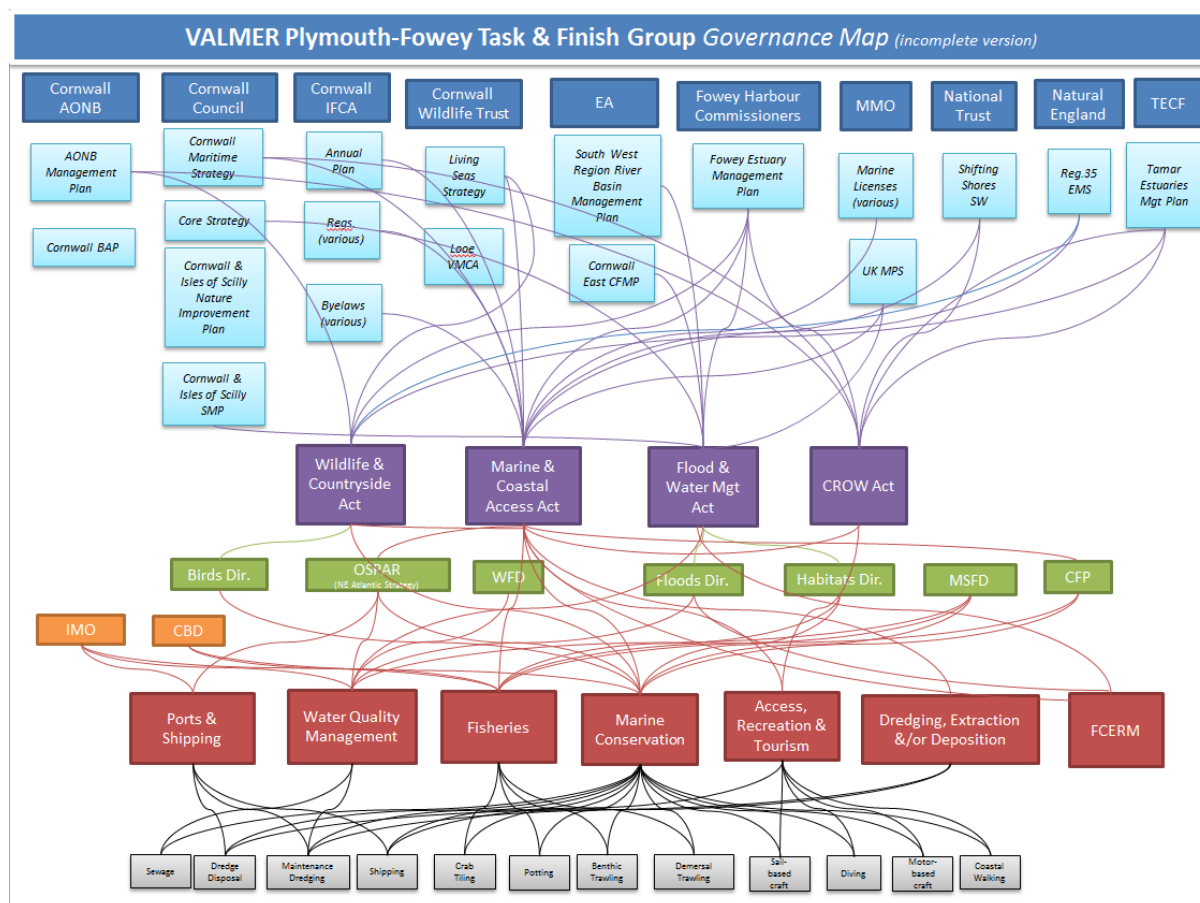 VALMER Plymouth-Fowey Task & Finish Group Governance Map (incomplete version)
Cornwall
AONB
Cornwall
Council
Cornwall
IFCA
Cornwall
Wildlife Trust
EA
Fowey Harbour
Commissioners
MMO
National
Trust
Natural
England
TECF
AONB
Management
Plan
Cornwall
Maritime
Strategy
Annual
Plan
Living
Seas
Strategy
South West
Region River
Basin
Management
Plan
Fowey Estuary
Management
Plan
Marine
Licenses
(various)
Shifting
Shores
SW
Reg.35
EMS
Tamar
Estuaries
Mgt Plan
Cornwall BAP
Core Strategy
Regs.
(various)
Looe
VMCA
Cornwall
East CFMP
UK MPS
Cornwall &
Isles of Scilly
Nature
Improvement
Plan
Byelaws
(various)
Cornwall &
Isles of Scilly
SMP
Wildlife &
Countryside
Act
Marine &
Coastal
Access Act
Flood &
Water Mgt
Act
CROW Act
Birds Dir.
OSPAR
(NE Atlantic Strategy)
WFD
Floods Dir.
Habitats Dir.
MSFD
CFP
IMO
CBD
Ports &
Shipping
Water Quality
Management
Fisheries
Marine
Conservation
Access,
Recreation &
Tourism
Dredging, Extraction
&/or Deposition
FCERM
Sewage
Dredge
Disposal
Maintenance
Dredging
Shipping
Crab
Tiling
Potting
Benthic
Trawling
Demersal
Trawling
Sail-
based
craft
Diving
Motor-
based
craft
Coastal
Walking